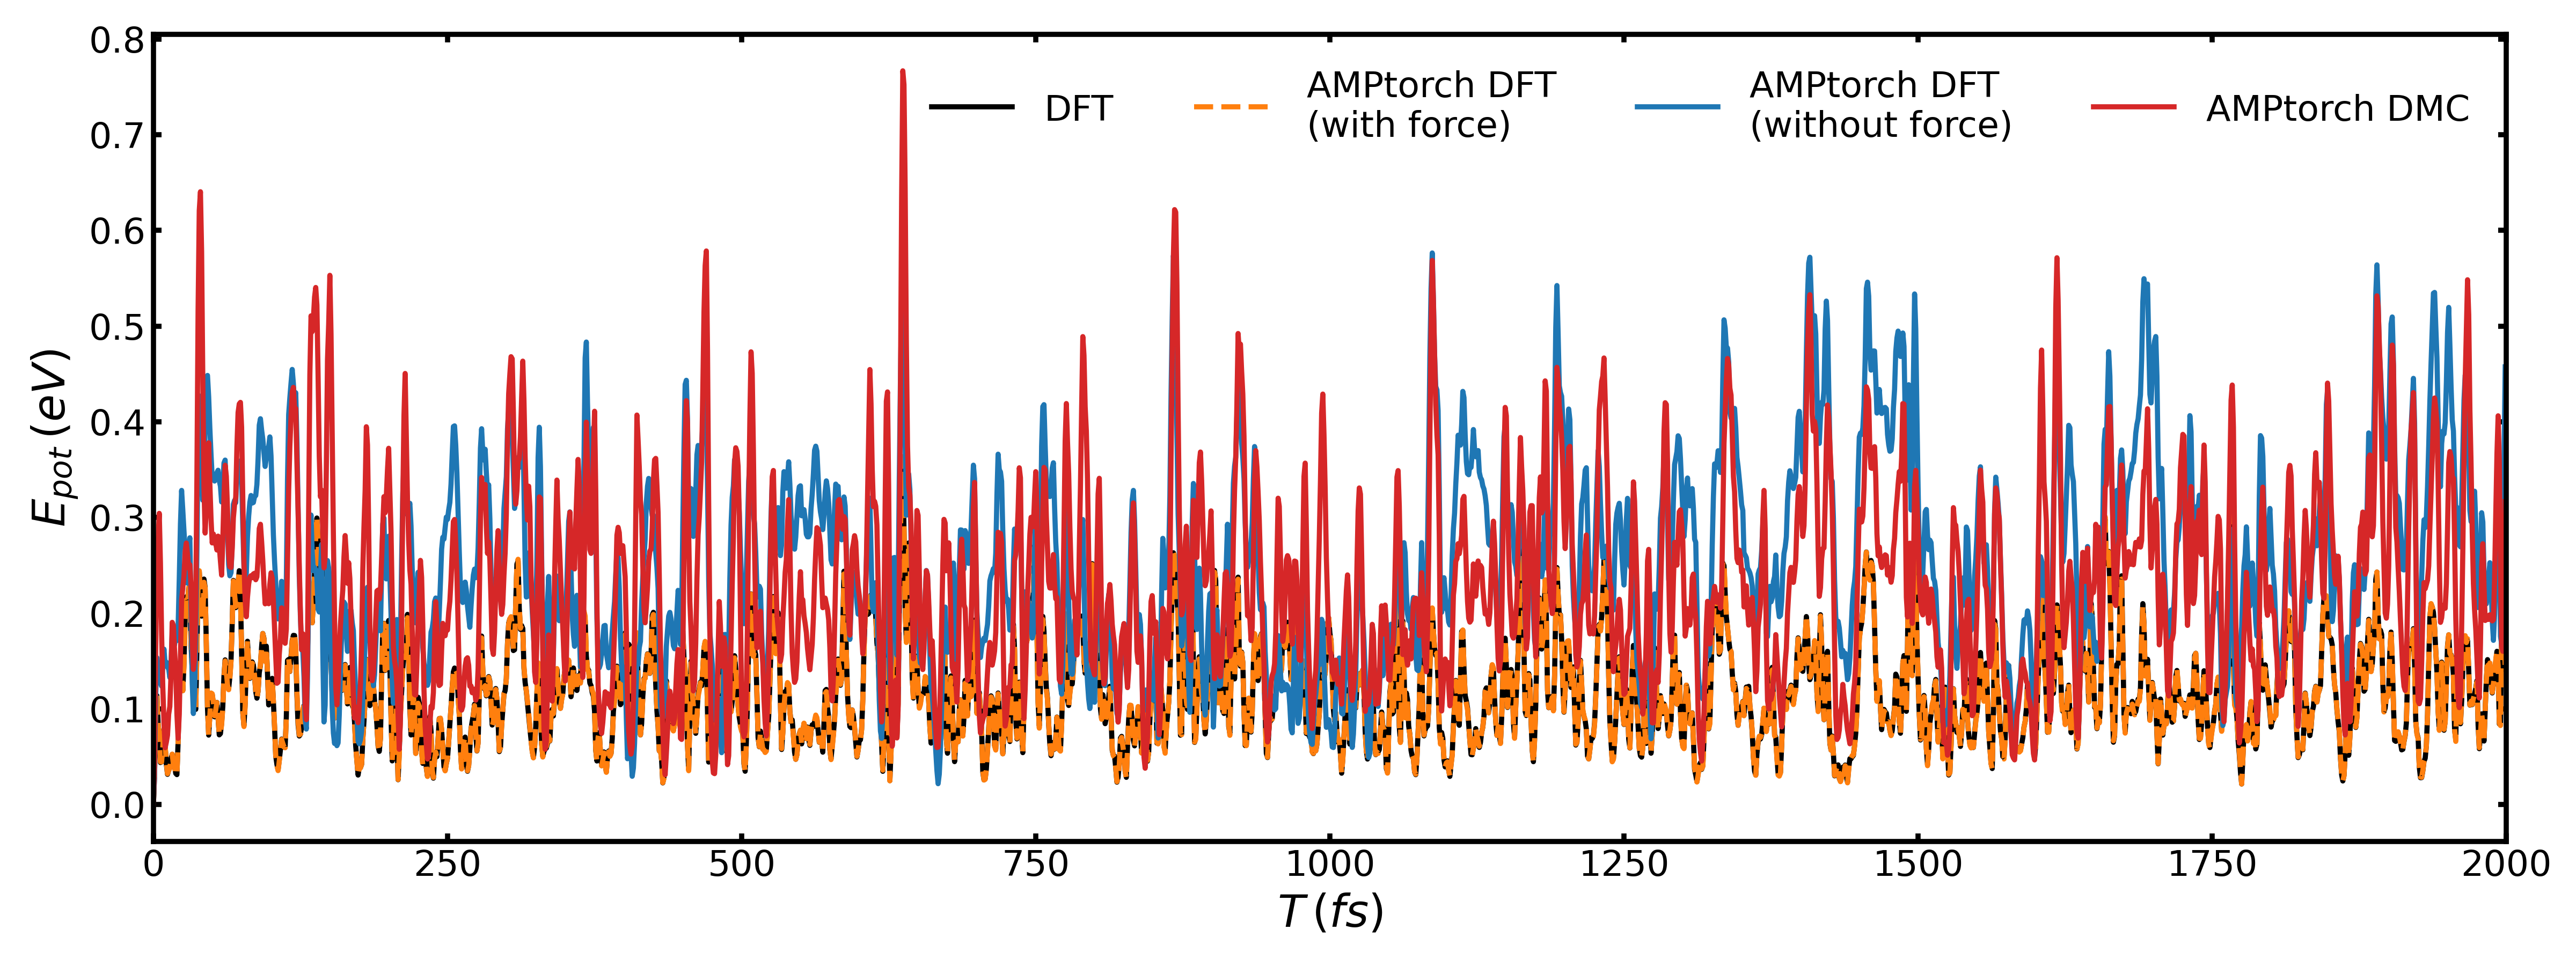 DFT
AMPtorch DFT
(with force)
AMPtorch DFT
(without force)
AMPtorch DMC
0.8
0.7
0.6
0.5
0.4
0.3
0.2
0.1
0.0
E_pot (eV)
0 250 500 750 1000 1250 1500 1750 2000
T (fs)